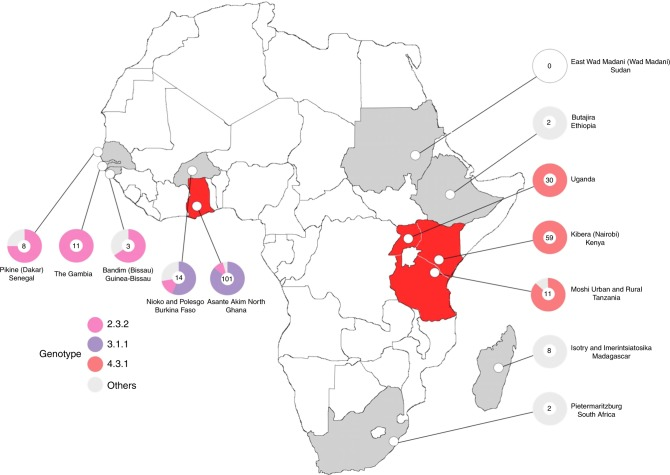 0
East Wad Madani (Wad Madani)
Sudan
2
Butajira
Ethiopia
30
Uganda
59
Kibera (Nairobi)
Kenya
11
Moshi Urban and Rural
Tanzania
8
Isotry and Imerintsiatosika
Madagascar
2
Pietermaritzburg
South Africa
8
Pikine (Dakar)
Senegal
11
The Gambia
3
Bandim (Bissau)
Guinea-Bissau
14
Nioko and Polesgo
Burkina Faso
101
Asante Akim North
Ghana
Genotype
2.3.2
3.1.1
4.3.1
Others